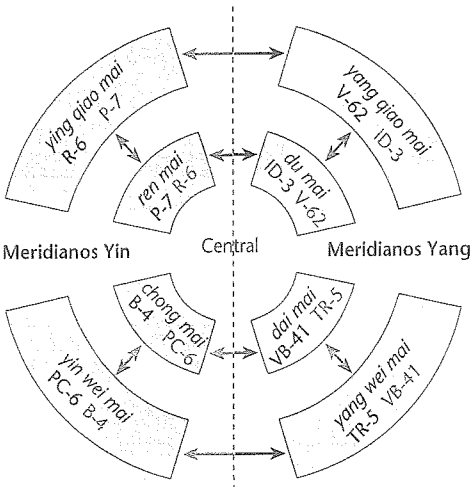 ying qiao mai
R-6 P-7
yang qiao mai
V-62 ID-3
ren mai
P-7 R-6
du mai
ID-3 V-62
Meridianos Yin
Central
Meridianos Yang
chong mai
B-4 PC-6
dai mai
VB-41 TR-5
yin wei mai
PC-6 B-4
yang wei mai
TR-5 VB-41